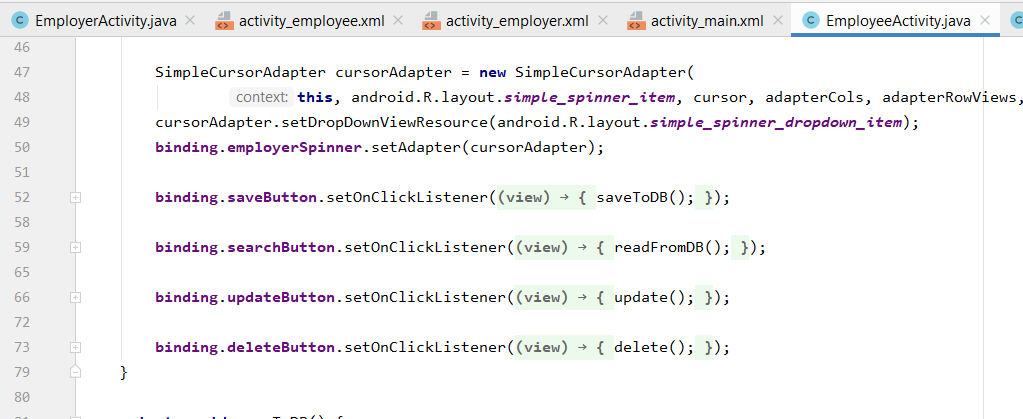 EmployerActivity.java activity_employee.xml activity_employer.xml activity_main.xml EmployeeActivity.java
46
47 SimpleCursorAdapter cursorAdapter = new SimpleCursorAdapter(
48 context: this, android.R.layout.simple_spinner_item, cursor, adapterCols, adapterRowViews,
49 cursorAdapter.setDropDownViewResource(android.R.layout.simple_spinner_dropdown_item);
50 binding.employerSpinner.setAdapter(cursorAdapter);
51
52 binding.saveButton.setOnClickListener((view) → { saveToDB(); });
58
59 binding.searchButton.setOnClickListener((view) → { readFromDB(); });
65
66 binding.updateButton.setOnClickListener((view) → { update(); });
72
73 binding.deleteButton.setOnClickListener((view) → { delete(); });
79 }
80